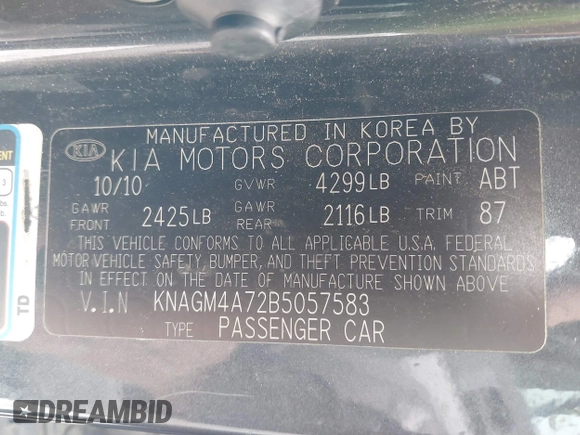 MANUFACTURED IN KOREA BY
KIA KIA MOTORS CORPORATION
10/10 GVWR 4299LB PAINT ABT
GAWR FRONT 2425LB GAWR REAR 2116LB TRIM 87
THIS VEHICLE CONFORMS TO ALL APPLICABLE U.S.A. FEDERAL
MOTOR VEHICLE SAFETY, BUMPER, AND THEFT PREVENTION STANDARDS
IN EFFECT ON THE DATE OF MANUFACTURE SHOWN ABOVE
V.I.N KNAGM4A72B5057583
TYPE PASSENGER CAR
TD
DREAMBID